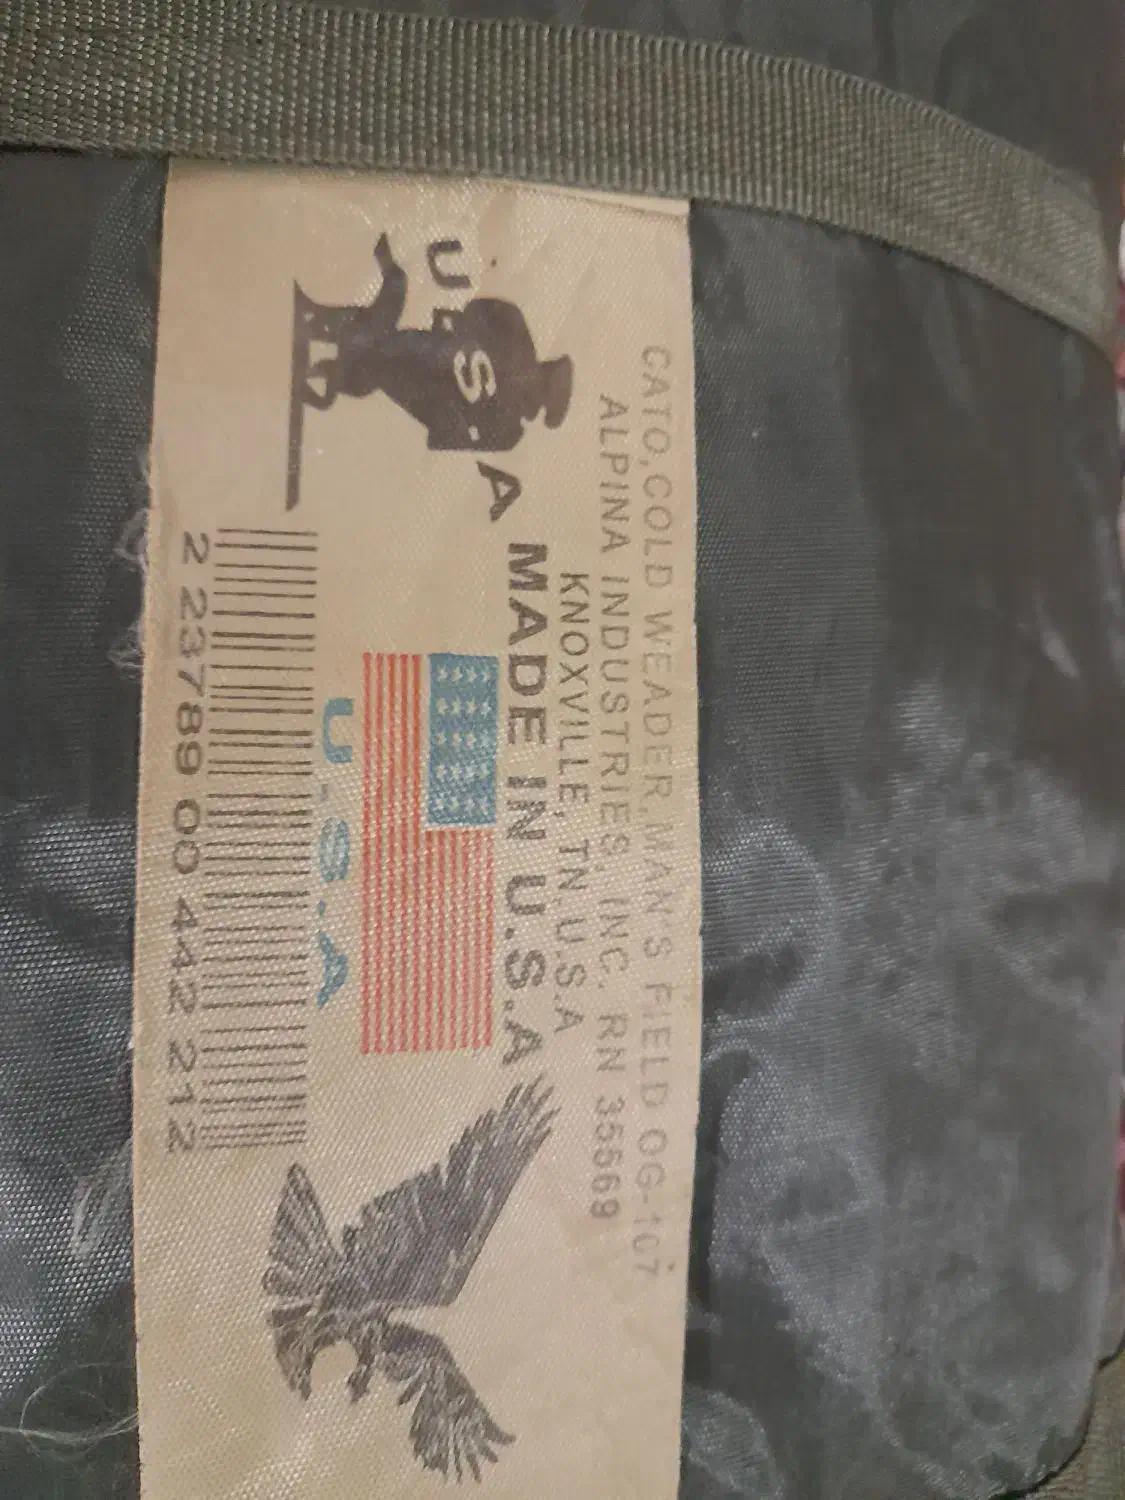 CATO, COLD WEADER, MAN'S FIELD OG-107
ALPINA INDUSTRIES, INC. RN 35569
KNOXVILLE, TN. U.S.A
U.S.A
MADE IN U.S.A
U.S.A
2 23789 00 442 212